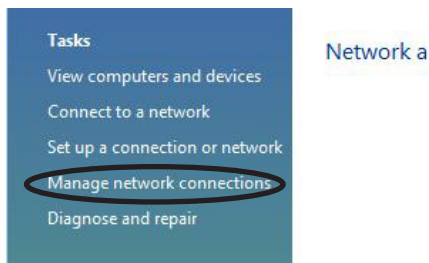 Tasks
Network a
View computers and devices
Connect to a network
Set up a connection or network
Manage network connections
Diagnose and repair